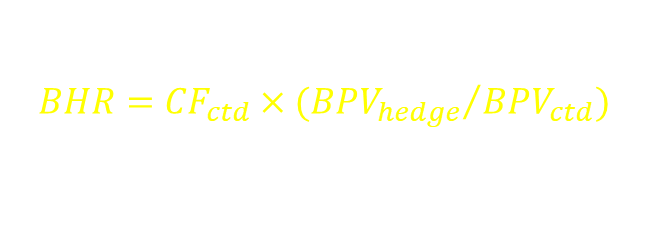 BHR = CF_ctd × (BPV_hedge/BPV_ctd)